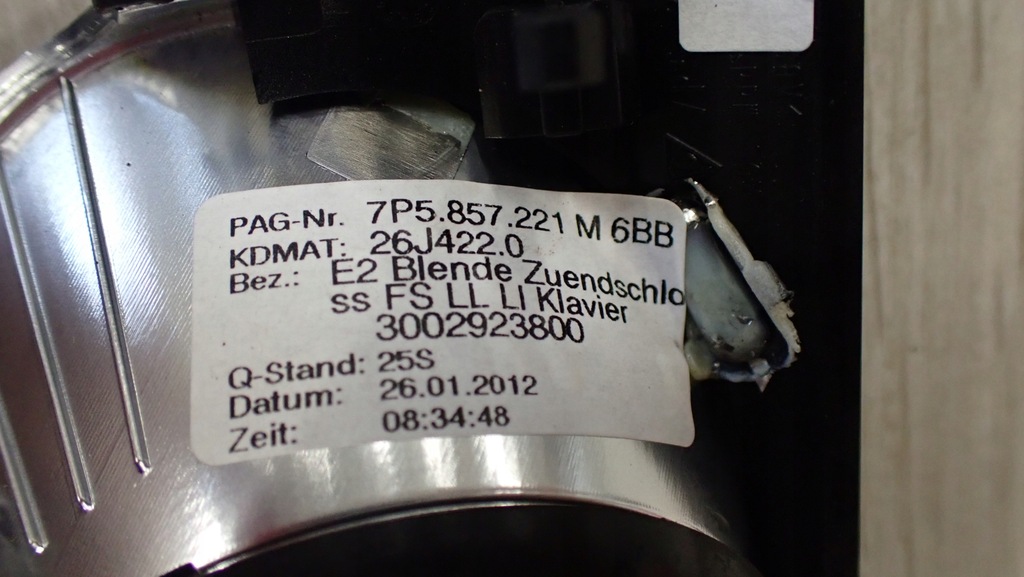 PAG-Nr. 7P5.857.221 M 6BB
KDMAT: 26J422.0
Bez.: E2 Blende Zuendschlo
ss FS LL LI Klavier
3002923800
Q-Stand: 25S
Datum: 26.01.2012
Zeit: 08:34:48